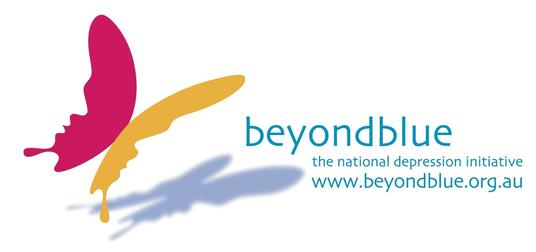 beyondblue
the national depression initiative
www.beyondblue.org.au